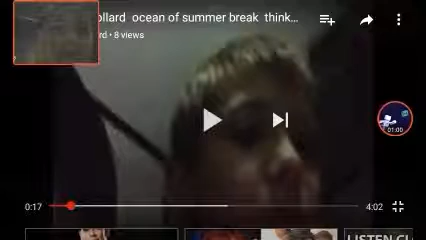 ollard ocean of summer break think...
rd • 8 views
01:00
0:17
4:02
LISTEN CL